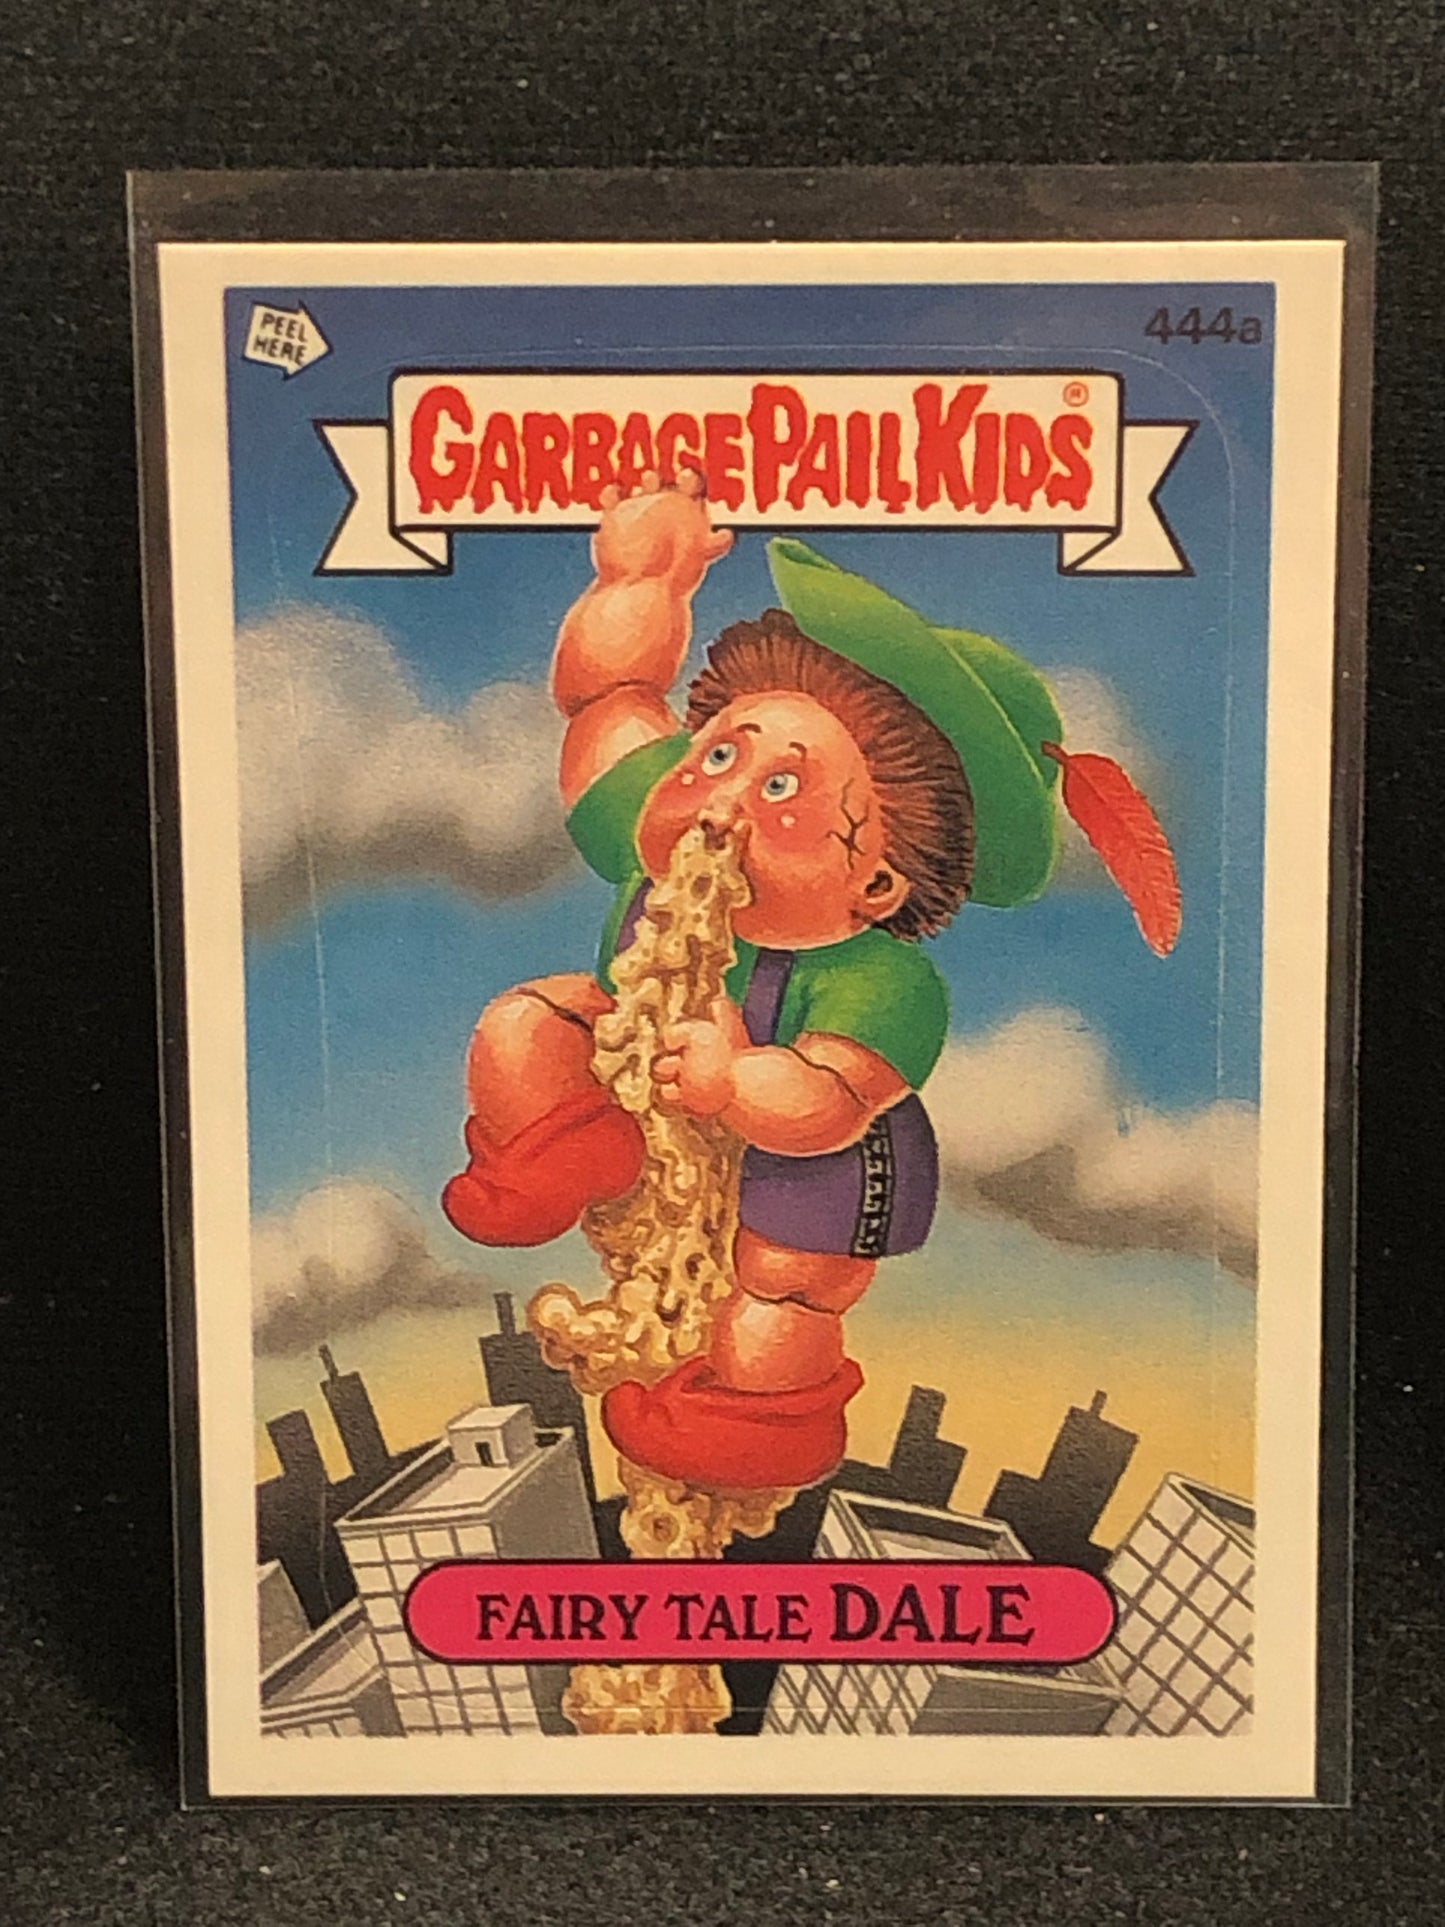 PEEL
HERE
444a
GARBAGE PAIL KIDS ®
FAIRY TALE DALE